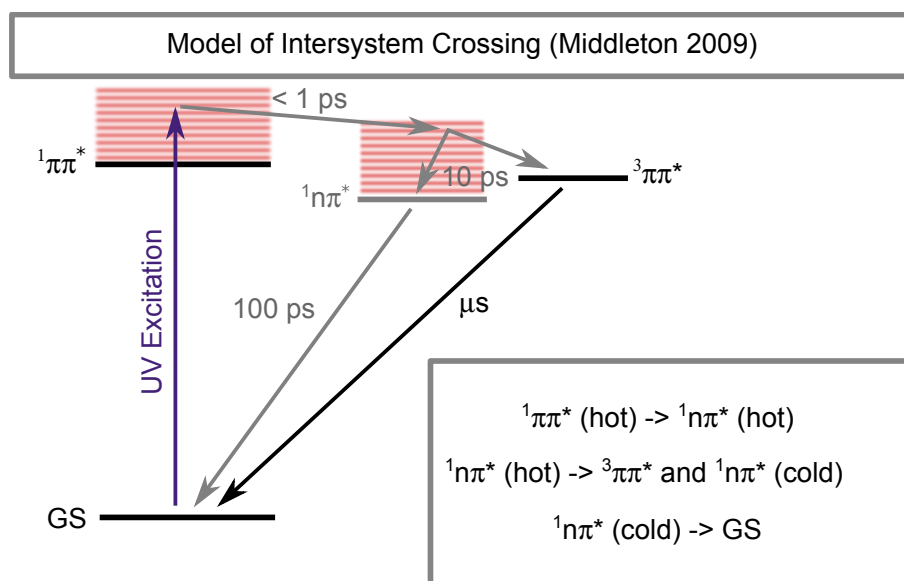 Model of Intersystem Crossing (Middleton 2009)
< 1 ps
¹ππ*
10 ps
³ππ*
¹nπ*
UV Excitation
100 ps
μs
¹ππ* (hot) -> ¹nπ* (hot)
¹nπ* (hot) -> ³ππ* and ¹nπ* (cold)
¹nπ* (cold) -> GS
GS